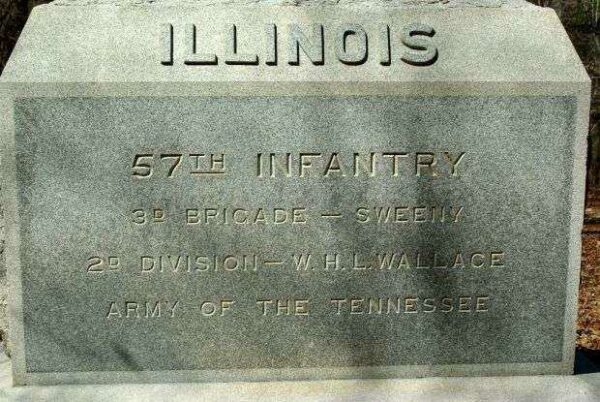 ILLINOIS
57TH INFANTRY
3D BRIGADE – SWEENY
2D DIVISION – W. H. L. WALLACE
ARMY OF THE TENNESSEE